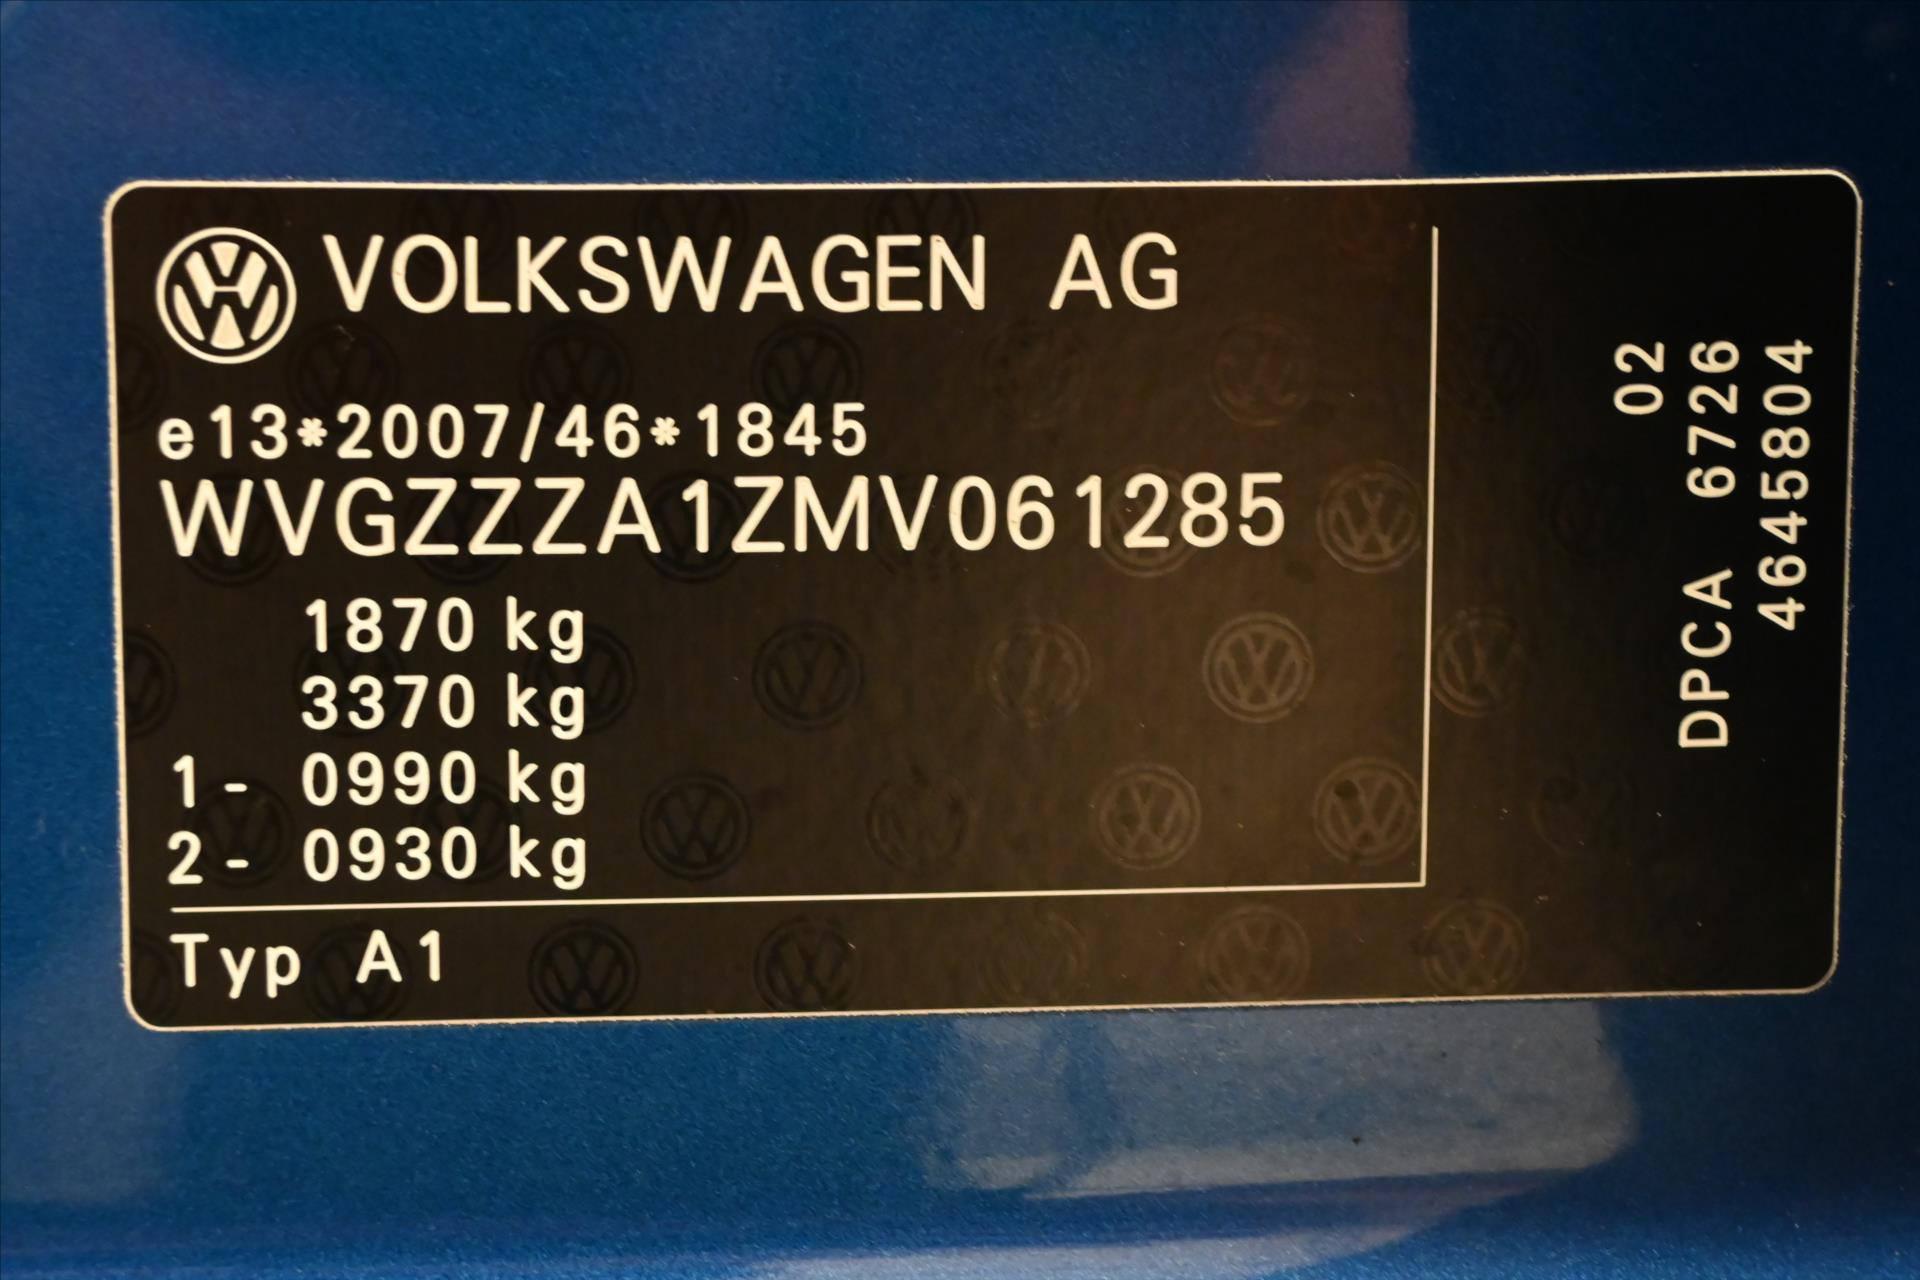 VOLKSWAGEN AG
e13*2007/46*1845
WVGZZZA1ZMV061285
1870 kg
3370 kg
1- 0990 kg
2- 0930 kg
Typ A1
02
DPCA 6726
4645804